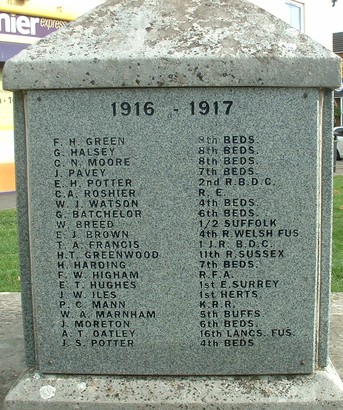 nier express
1916 - 1917
F. H. GREEN 8th BEDS.
G. HALSEY 8th BEDS.
C. N. MOORE 8th BEDS.
J. PAVEY 7th BEDS.
E. H. POTTER 2nd R.B.D.C.
C.A. ROSHIER R.E.
W. J. WATSON 4th BEDS.
G. BATCHELOR 6th BEDS.
W. BREED 1/2 SUFFOLK
E. J. BROWN 4th R.WELSH FUS.
T. A. FRANCIS 1 J.R.B.D.C.
H.T. GREENWOOD 11th R.SUSSEX
H. HARDING 7th BEDS.
F. W. HIGHAM R.F.A.
E. T. HUGHES 1st E.SURREY
J. W. ILES 1st HERTS.
P. C. MANN K.R.R.
W. A. MARNHAM 5th BUFFS.
J. MORETON 6th BEDS.
A. T. OATLEY 16th LANCS. FUS.
J. S. POTTER 4th BEDS